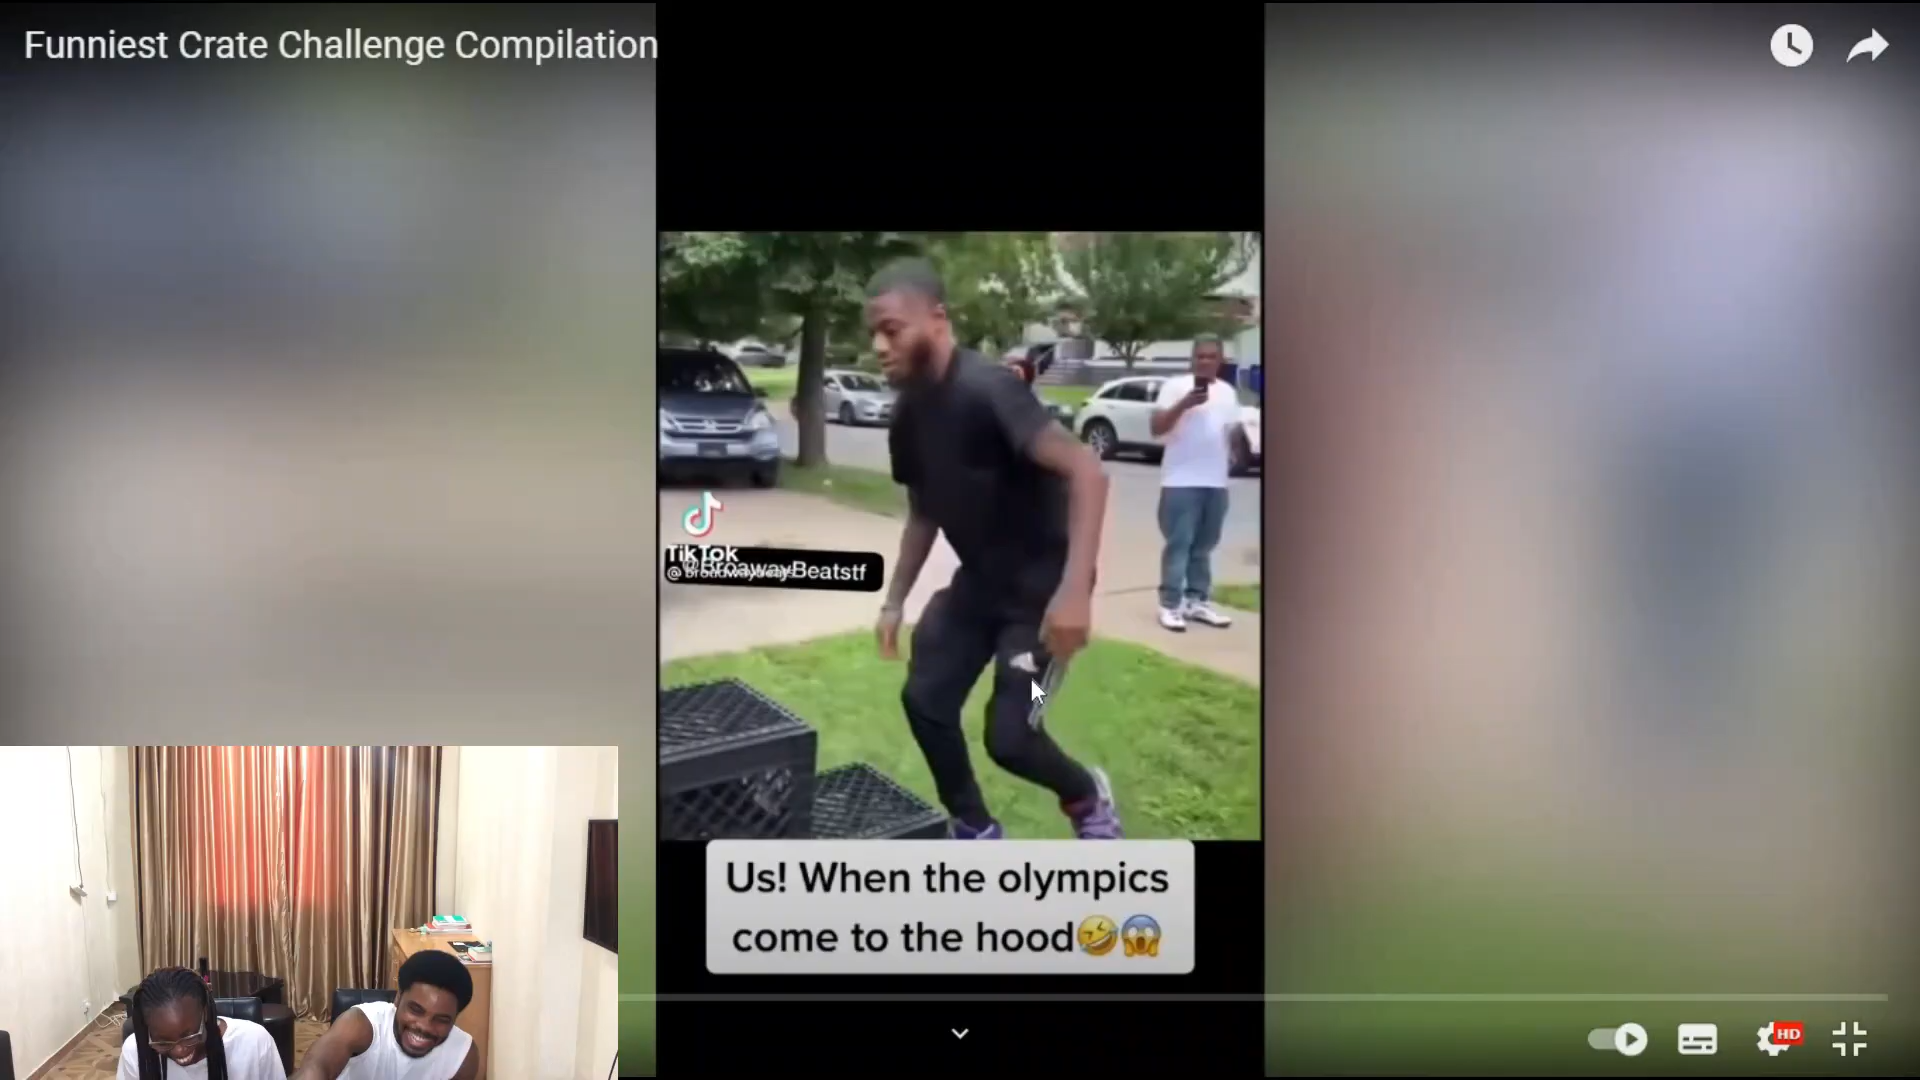 Funniest Crate Challenge Compilation
TikTok
@BroawayBeatstf
Us! When the olympics
come to the hood🤣😱
HD